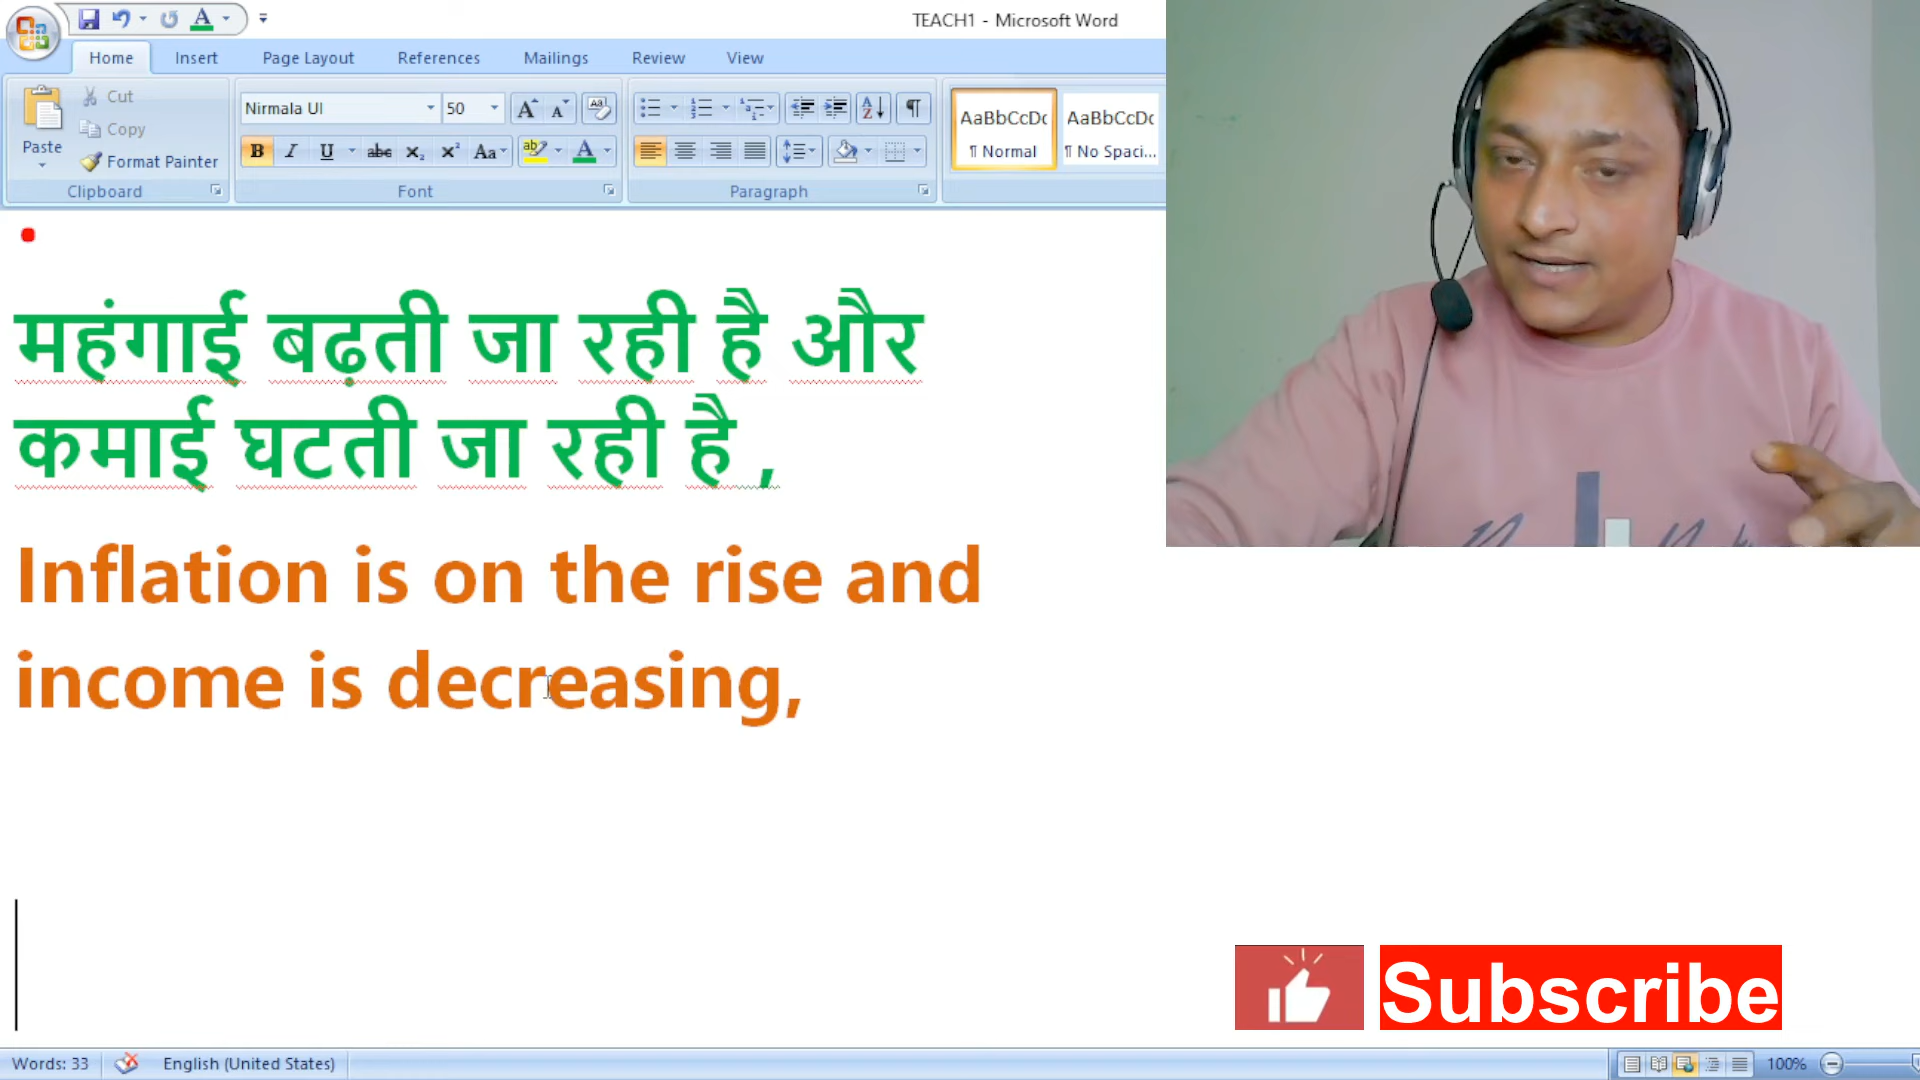 TEACH1 - Microsoft Word
Home Insert Page Layout References Mailings Review View
Paste
Cut
Copy
Format Painter
Clipboard
Nirmala UI 50
Font
Paragraph
AaBbCcDc AaBbCcDc
¶ Normal ¶ No Spaci...
महंगाई बढ़ती जा रही है और
कमाई घटती जा रही है ,
Inflation is on the rise and
income is decreasing,
Subscribe
Words: 33 English (United States) 100%